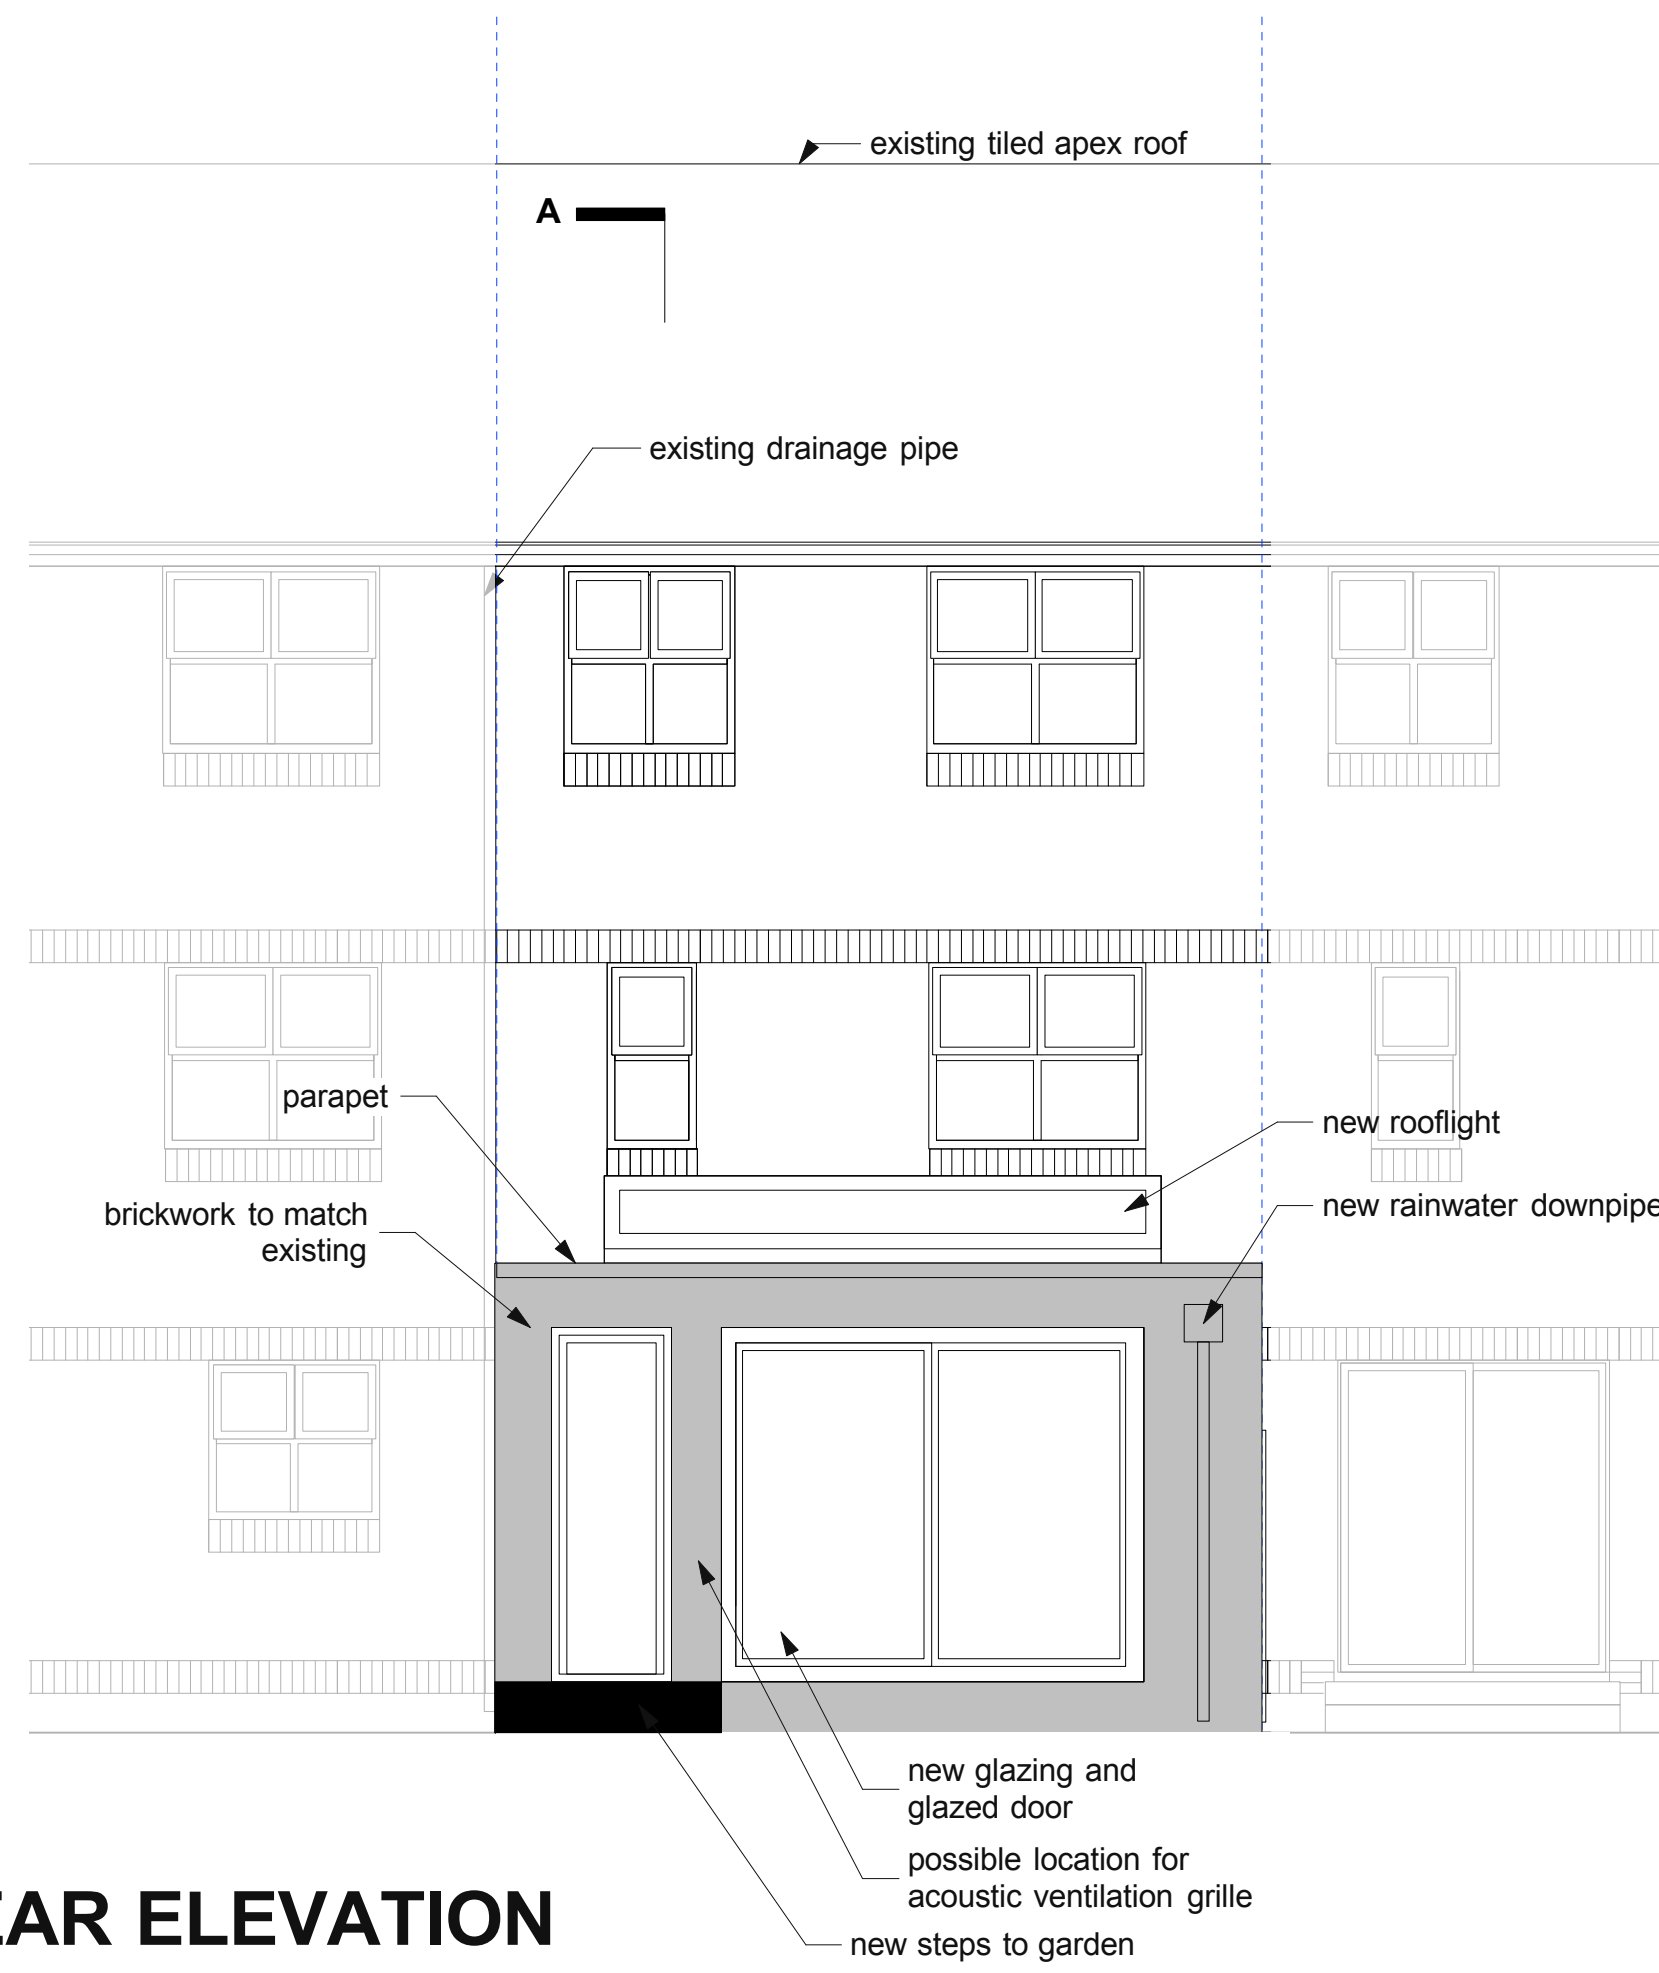 existing tiled apex roof
A
existing drainage pipe
parapet
new rooflight
brickwork to match
existing
new rainwater downpipe
new glazing and
glazed door
possible location for
acoustic ventilation grille
new steps to garden
EAR ELEVATION